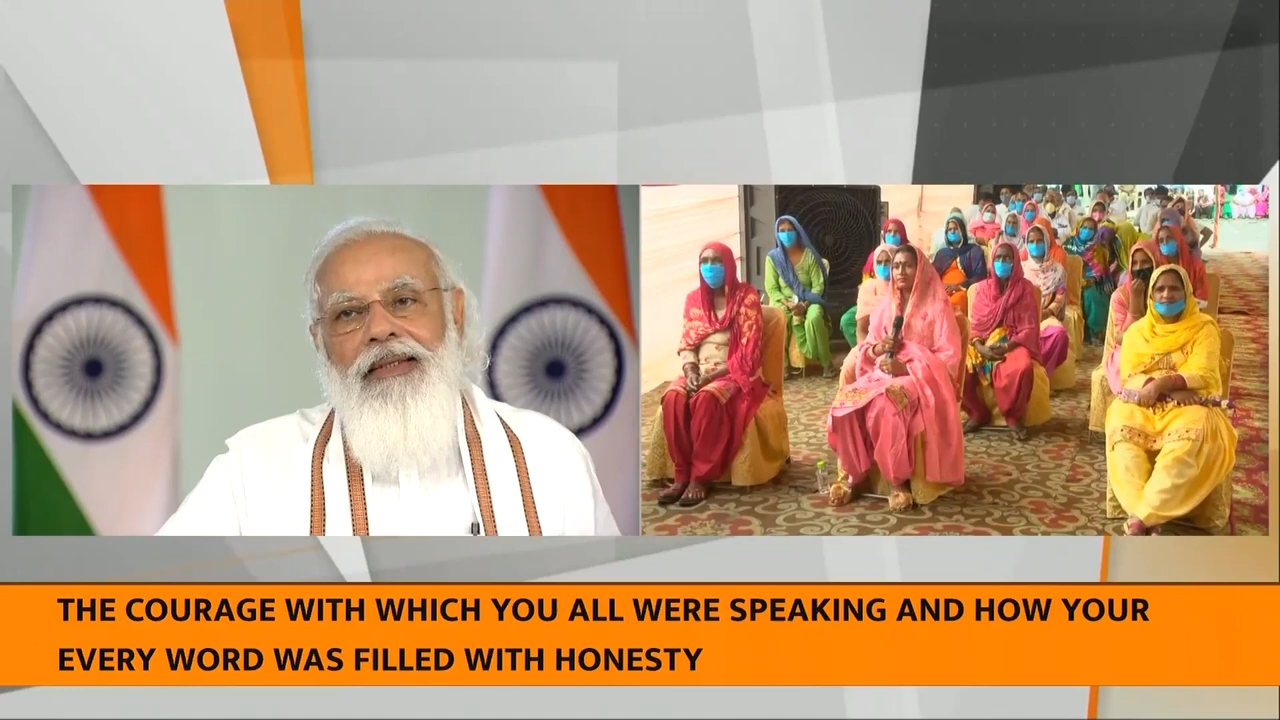 THE COURAGE WITH WHICH YOU ALL WERE SPEAKING AND HOW YOUR
EVERY WORD WAS FILLED WITH HONESTY